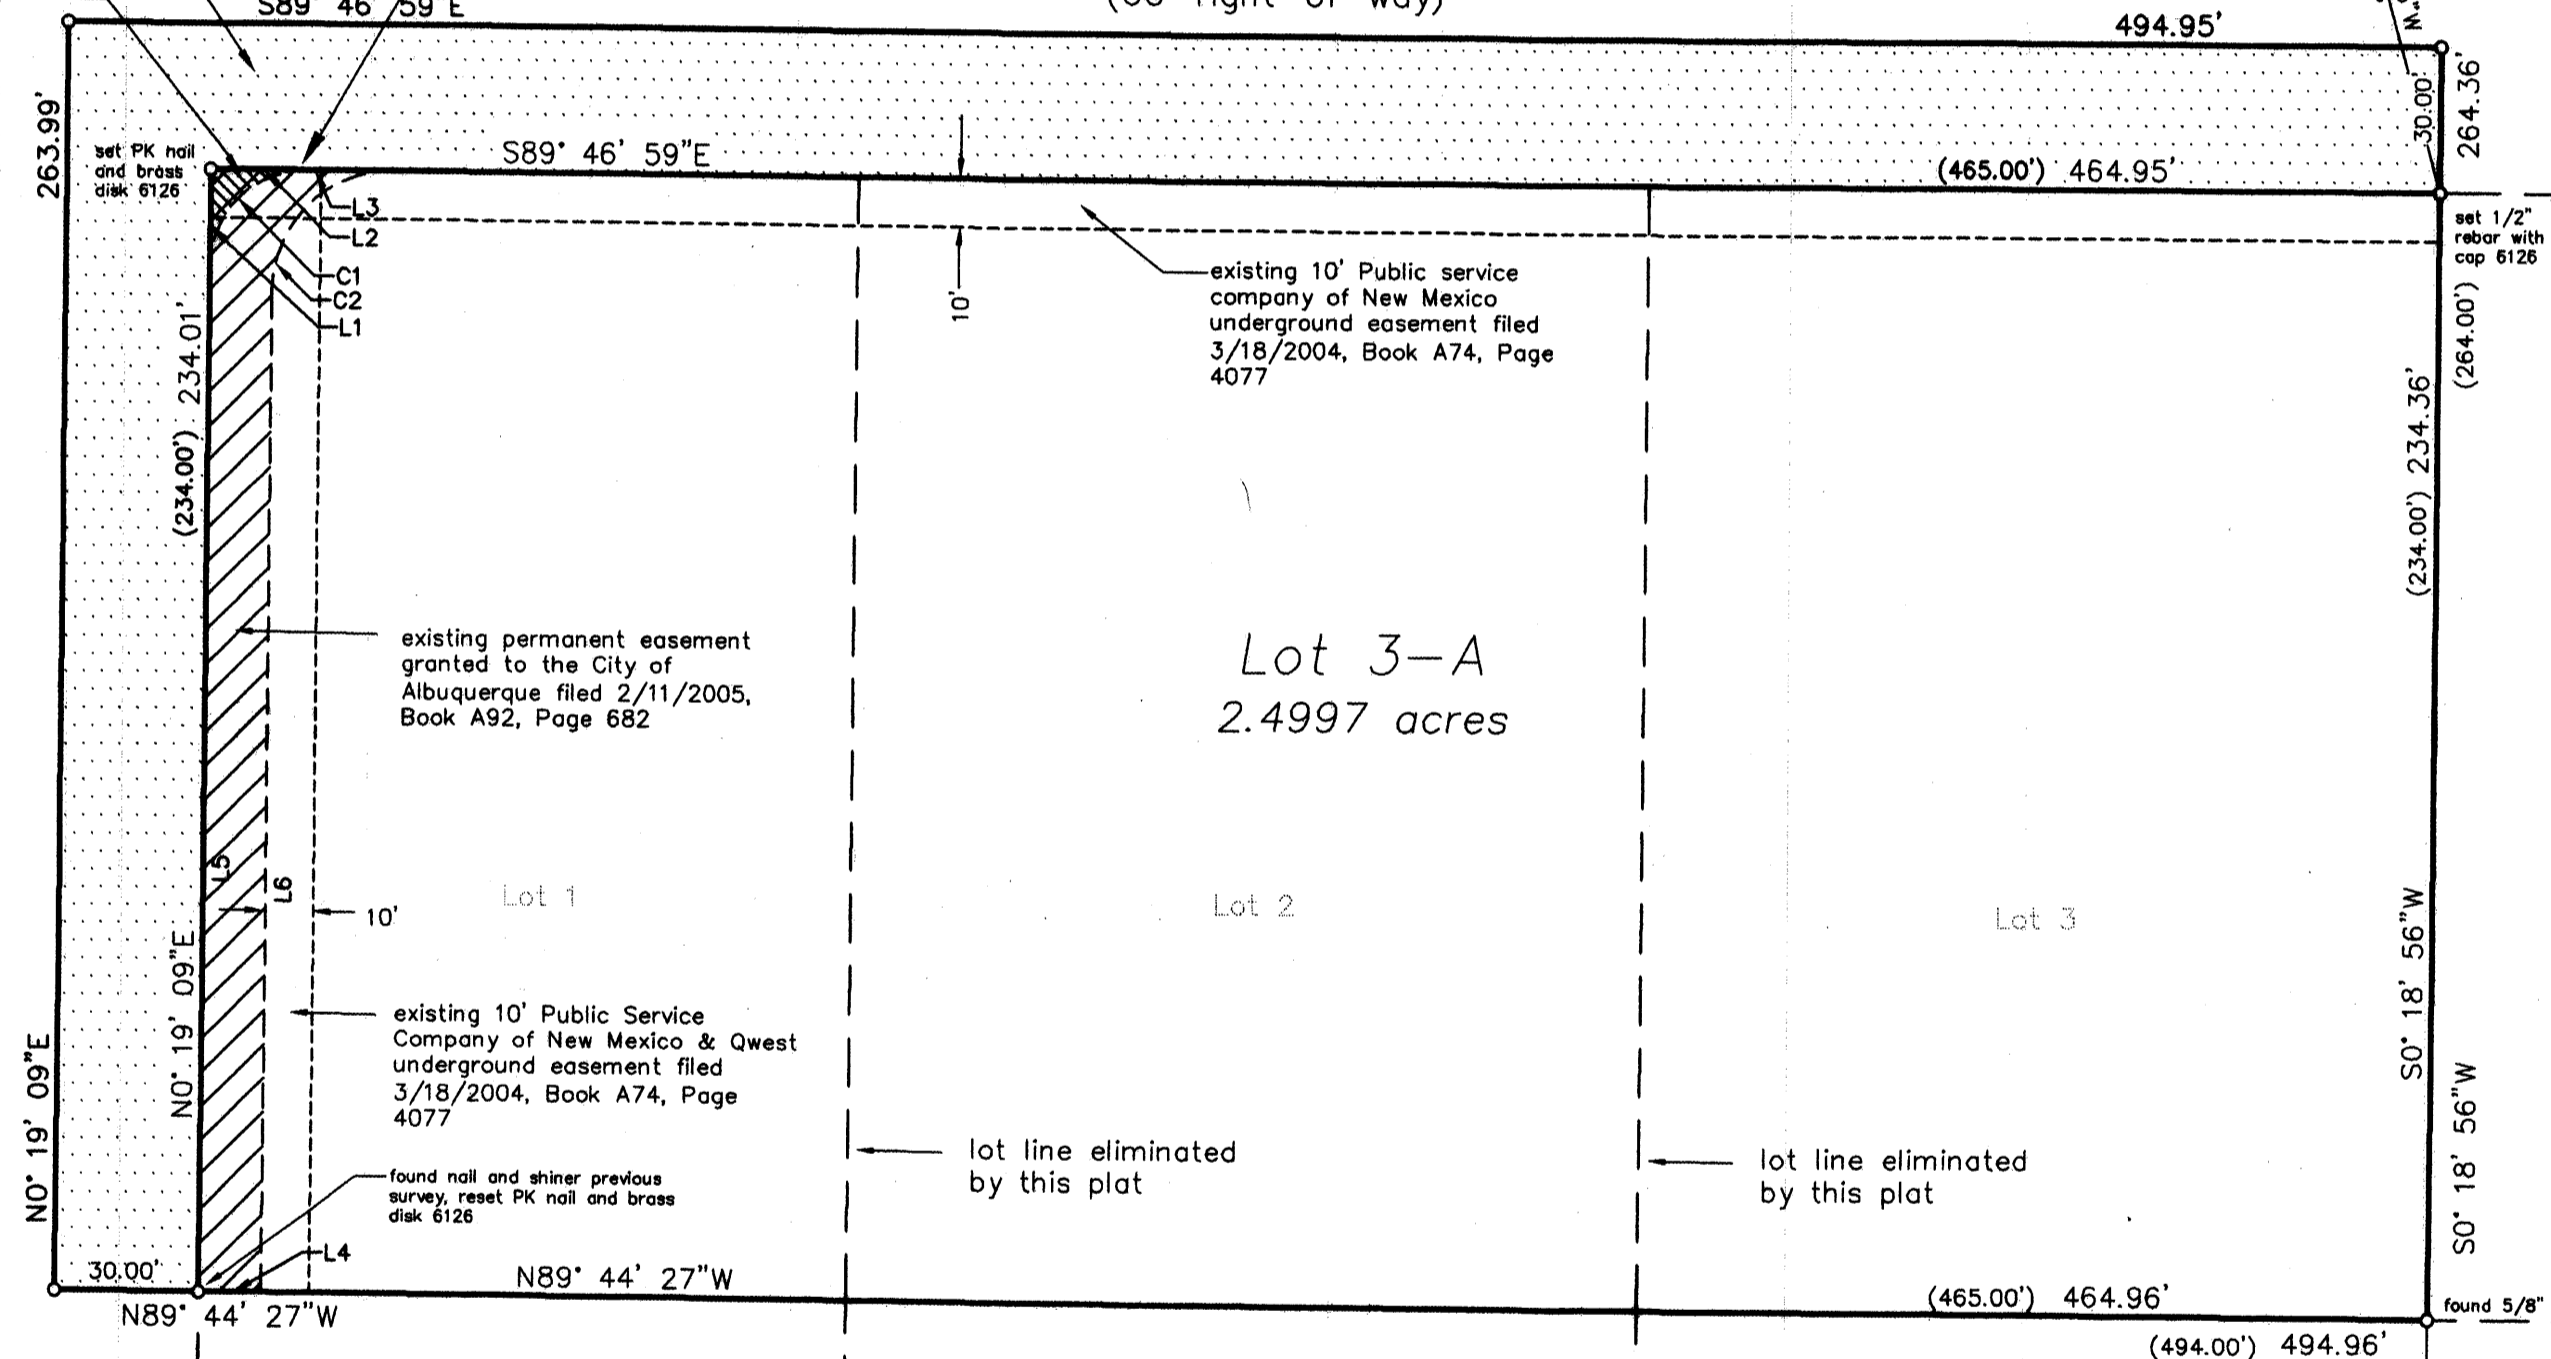 S89° 46' 59"E
494.95'
263.99'
30.00'
264.36'
set PK nail
and brass
disk 6126
S89° 46' 59"E
(465.00') 464.95'
L3
L2
C1
C2
L1
10'
existing 10' Public service
company of New Mexico
underground easement filed
3/18/2004, Book A74, Page
4077
set 1/2"
rebar with
cap 6126
(264.00')
(234.00') 234.01'
(234.00') 234.36'
existing permanent easement
granted to the City of
Albuquerque filed 2/11/2005,
Book A92, Page 682
Lot 3-A
2.4997 acres
L5
L6
10'
Lot 1
Lot 2
Lot 3
N0° 19' 09"E
N0° 19' 09"E
existing 10' Public Service
Company of New Mexico & Qwest
underground easement filed
3/18/2004, Book A74, Page
4077
S0° 18' 56"W
S0° 18' 56"W
lot line eliminated
by this plat
lot line eliminated
by this plat
found nail and shiner previous
survey, reset PK nail and brass
disk 6126
L4
30.00'
N89° 44' 27"W
N89° 44' 27"W
(465.00') 464.96'
found 5/8"
(494.00') 494.96'